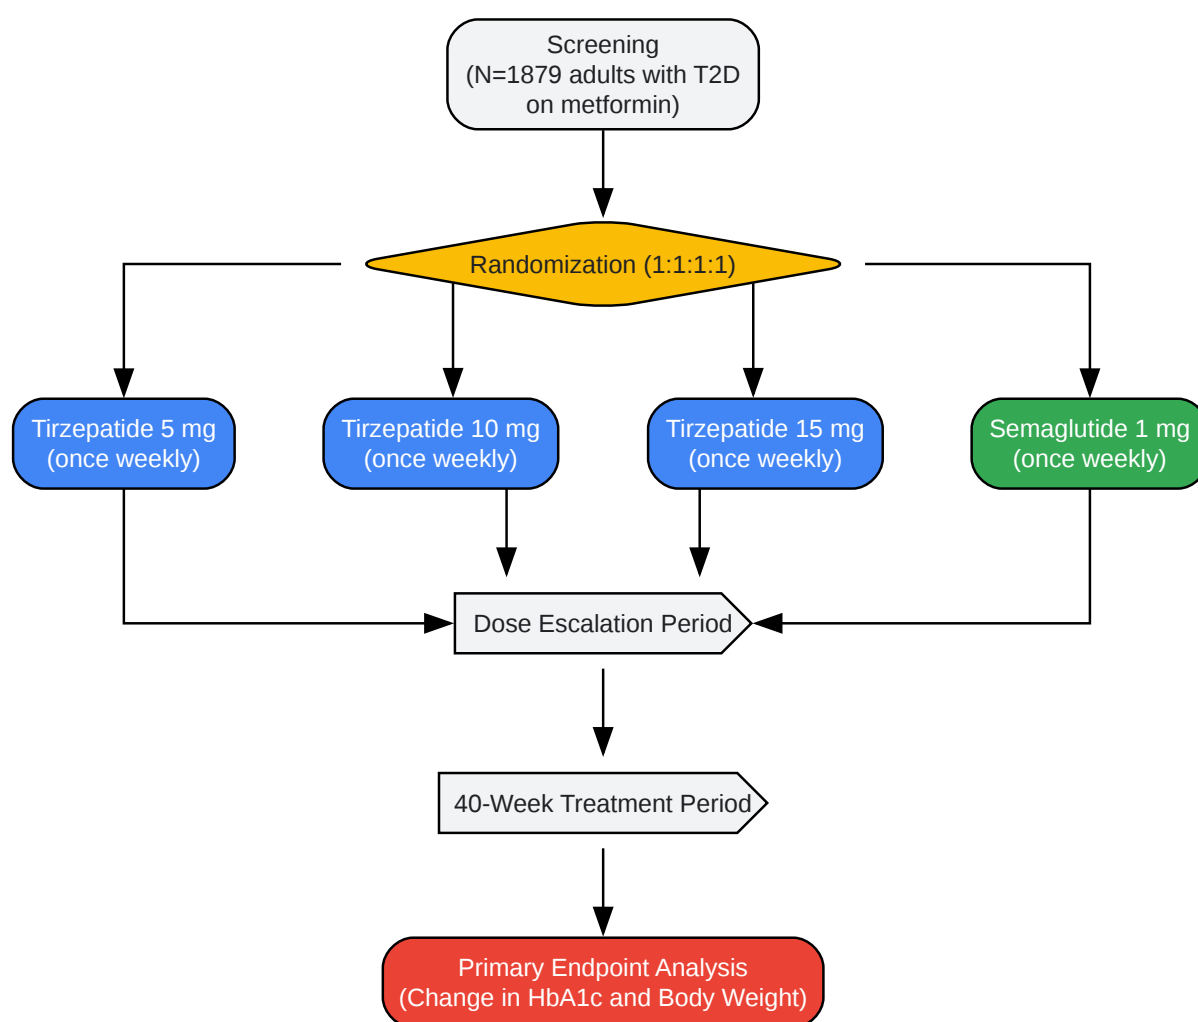 Screening
(N=1879 adults with T2D
on metformin)
Randomization (1:1:1:1)
Tirzepatide 5 mg
(once weekly)
Tirzepatide 10 mg
(once weekly)
Tirzepatide 15 mg
(once weekly)
Semaglutide 1 mg
(once weekly)
Dose Escalation Period
40-Week Treatment Period
Primary Endpoint Analysis
(Change in HbA1c and Body Weight)